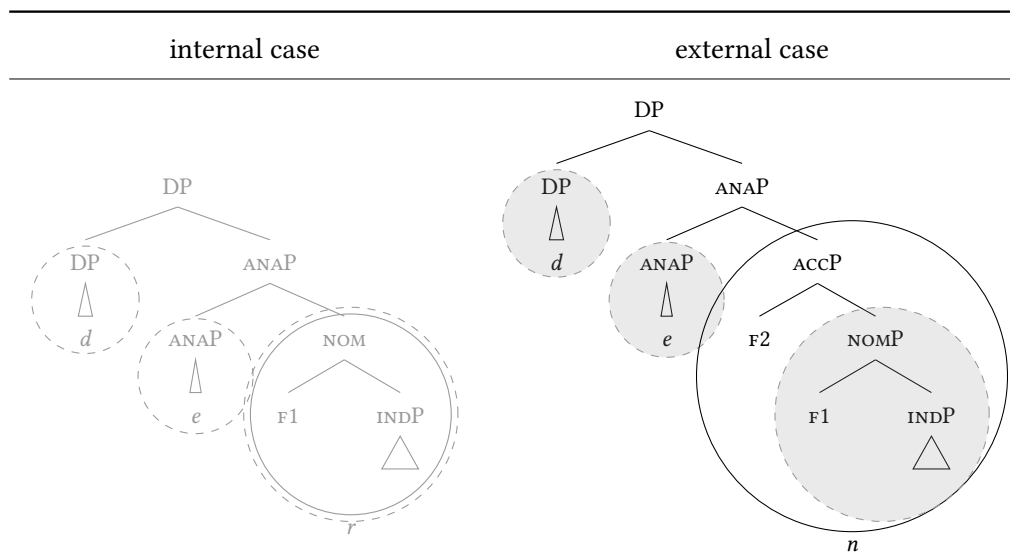 internal case external case
DP
DP DP ANAP
DP ANAP d ANAP ACCP
d ANAP NOM e F2 NOMP
e F1 INDP F1 INDP
r
n